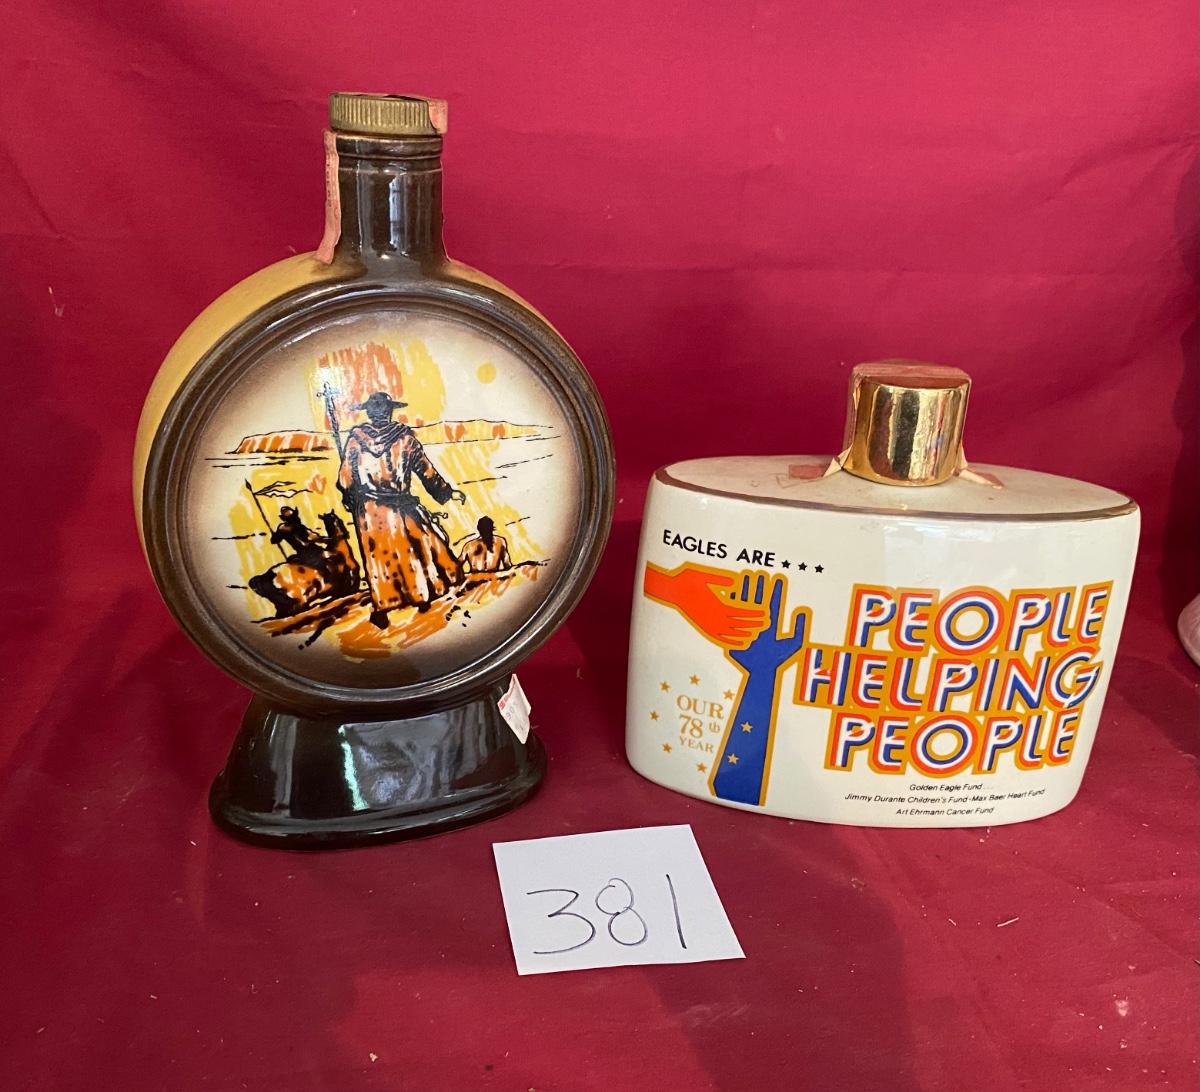 EAGLES ARE...
PEOPLE
HELPING
PEOPLE
OUR
78th
YEAR
Golden Eagle Fund...
Jimmy Durante Children's Fund-Max Baer Heart Fund
Art Ehrmann Cancer Fund
381